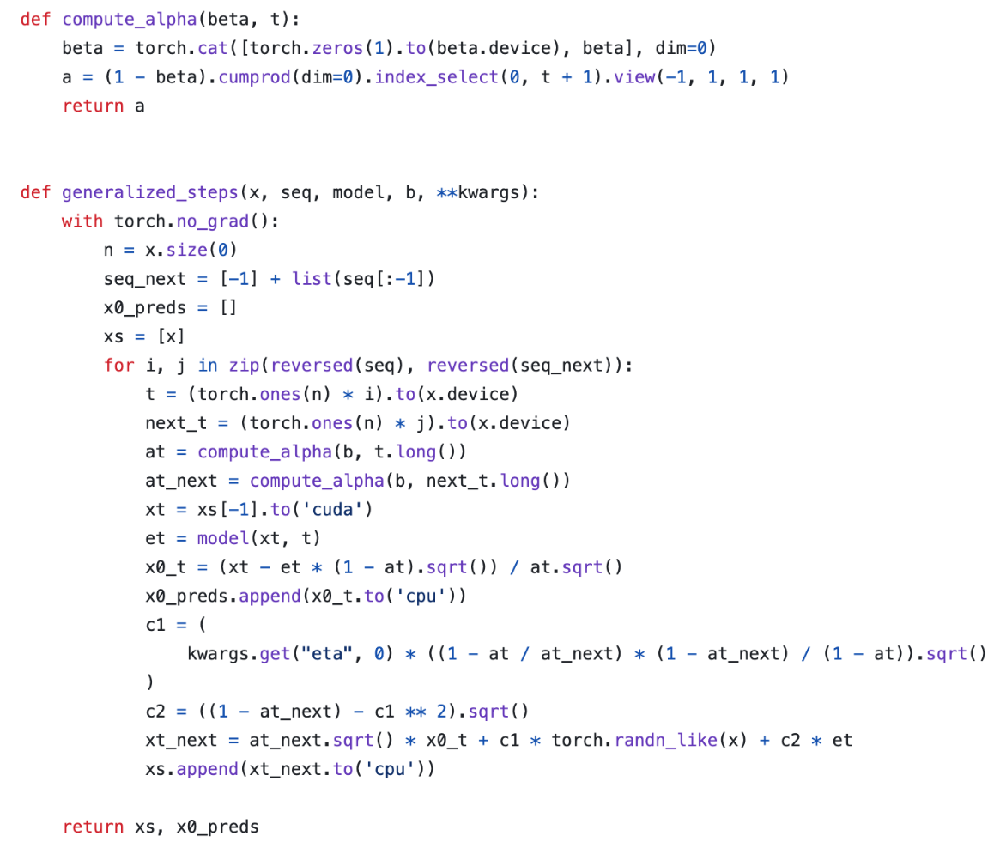 def compute_alpha(beta, t):
    beta = torch.cat([torch.zeros(1).to(beta.device), beta], dim=0)
    a = (1 - beta).cumprod(dim=0).index_select(0, t + 1).view(-1, 1, 1, 1)
    return a


def generalized_steps(x, seq, model, b, **kwargs):
    with torch.no_grad():
        n = x.size(0)
        seq_next = [-1] + list(seq[:-1])
        x0_preds = []
        xs = [x]
        for i, j in zip(reversed(seq), reversed(seq_next)):
            t = (torch.ones(n) * i).to(x.device)
            next_t = (torch.ones(n) * j).to(x.device)
            at = compute_alpha(b, t.long())
            at_next = compute_alpha(b, next_t.long())
            xt = xs[-1].to('cuda')
            et = model(xt, t)
            x0_t = (xt - et * (1 - at).sqrt()) / at.sqrt()
            x0_preds.append(x0_t.to('cpu'))
            c1 = (
                kwargs.get("eta", 0) * ((1 - at / at_next) * (1 - at_next) / (1 - at)).sqrt()
            )
            c2 = ((1 - at_next) - c1 ** 2).sqrt()
            xt_next = at_next.sqrt() * x0_t + c1 * torch.randn_like(x) + c2 * et
            xs.append(xt_next.to('cpu'))

    return xs, x0_preds